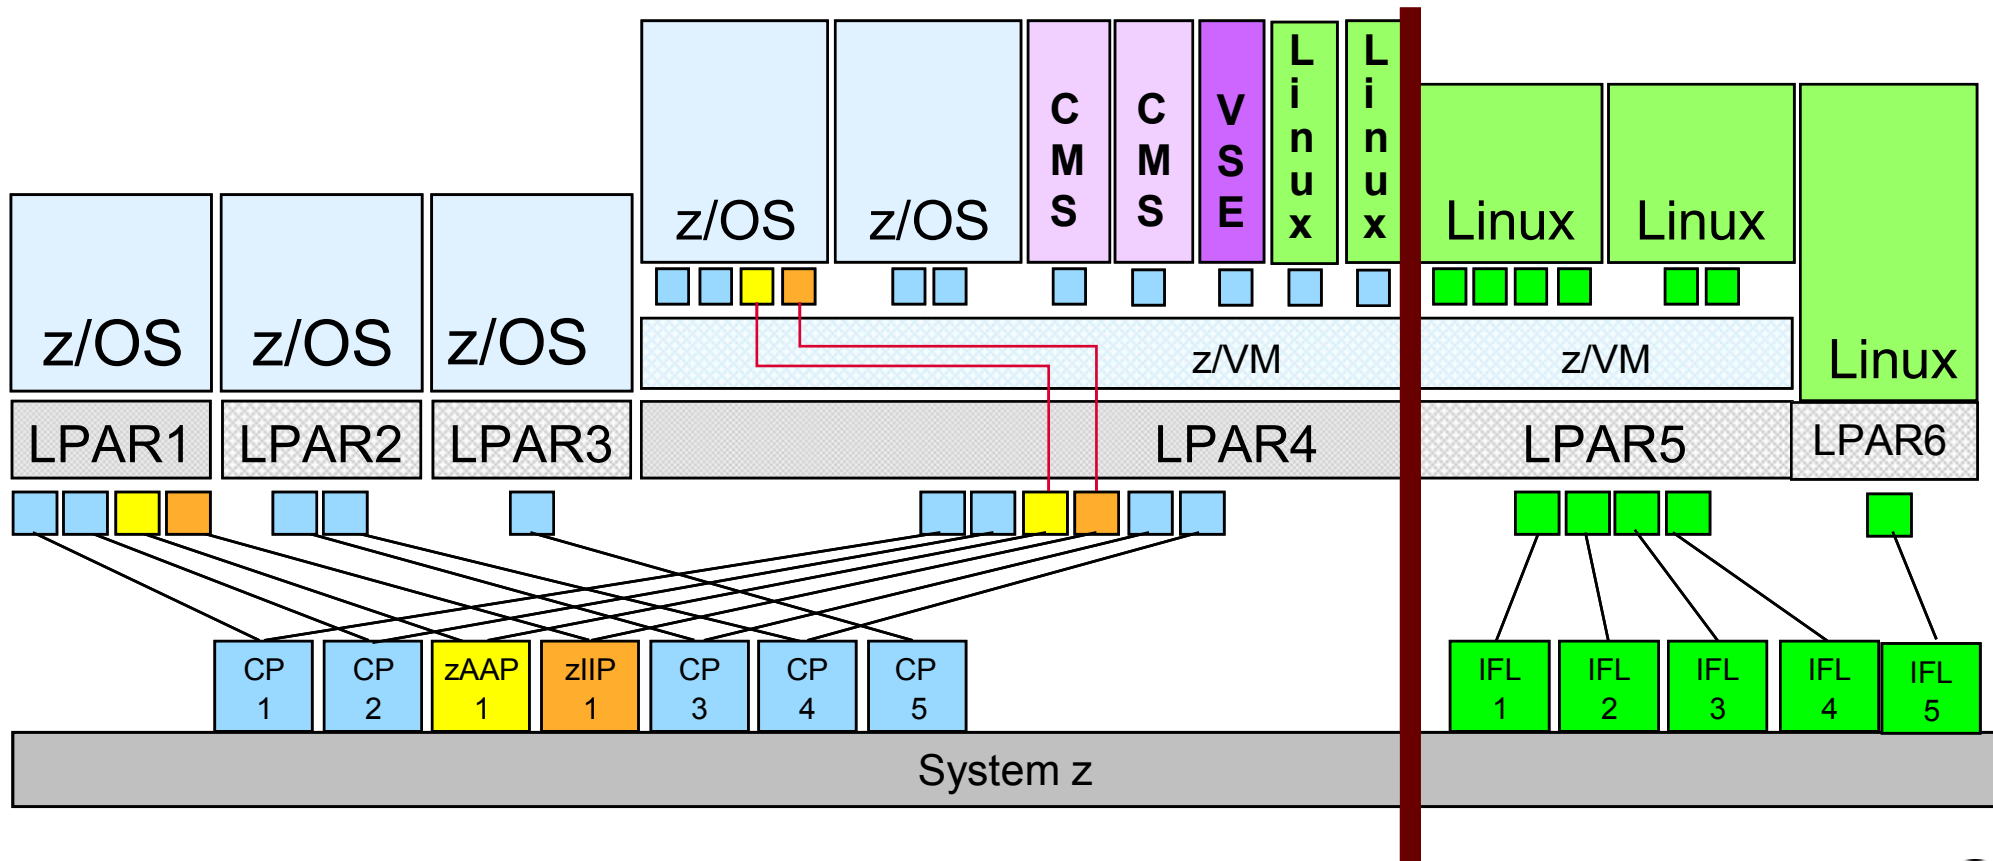 z/OS
z/OS
z/OS
z/OS
z/OS
CMS
CMS
VSE
Linux
Linux
Linux
Linux
Linux
z/VM
z/VM
LPAR1
LPAR2
LPAR3
LPAR4
LPAR5
LPAR6
CP
1
CP
2
zAAP
1
zIIP
1
CP
3
CP
4
CP
5
IFL
1
IFL
2
IFL
3
IFL
4
IFL
5
System z